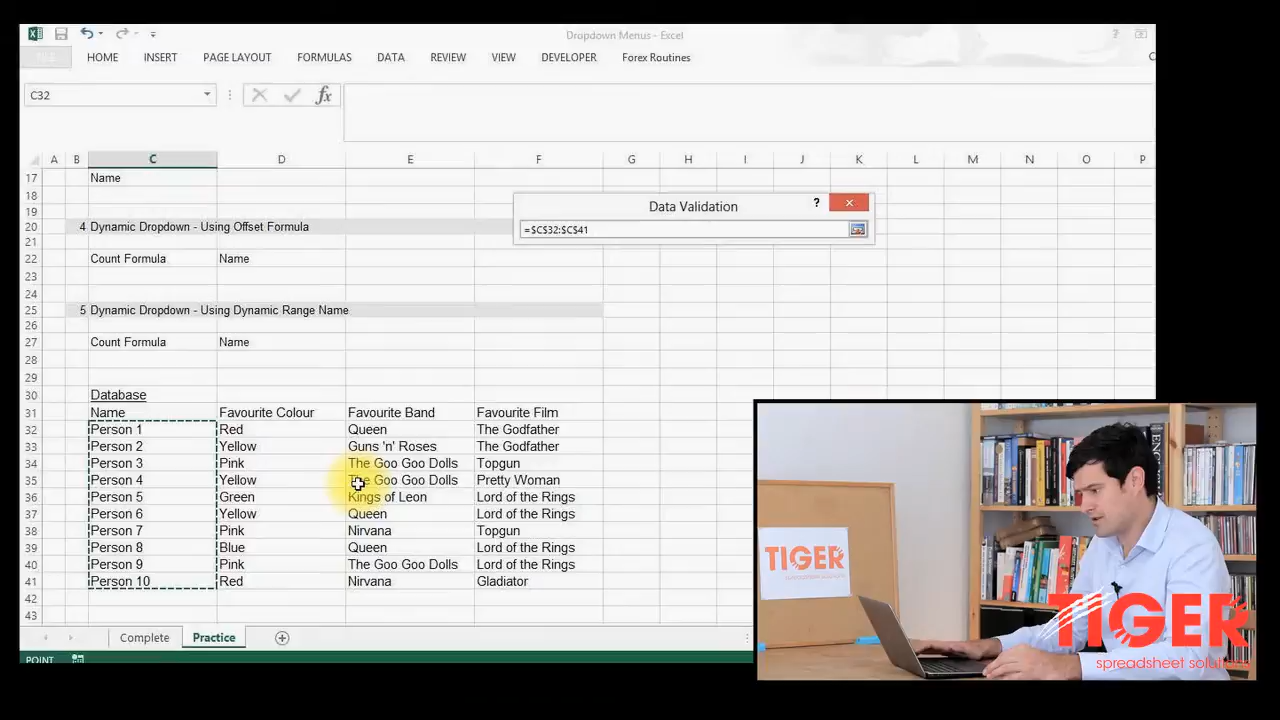 Dropdown Menus - Excel
HOME INSERT PAGE LAYOUT FORMULAS DATA REVIEW VIEW DEVELOPER Forex Routines
C32
fx
A B C D E F G H I J K L M N O P
17 Name
18
19
20 4 Dynamic Dropdown - Using Offset Formula
21
22 Count Formula Name
23
24
25 5 Dynamic Dropdown - Using Dynamic Range Name
26
27 Count Formula Name
28
29
30 Database
31 Name Favourite Colour Favourite Band Favourite Film
32 Person 1 Red Queen The Godfather
33 Person 2 Yellow Guns 'n' Roses The Godfather
34 Person 3 Pink The Goo Goo Dolls Topgun
35 Person 4 Yellow The Goo Goo Dolls Pretty Woman
36 Person 5 Green Kings of Leon Lord of the Rings
37 Person 6 Yellow Queen Lord of the Rings
38 Person 7 Pink Nirvana Topgun
39 Person 8 Blue Queen Lord of the Rings
40 Person 9 Pink The Goo Goo Dolls Lord of the Rings
41 Person 10 Red Nirvana Gladiator
42
43
Data Validation
=$C$32:$C$41
Complete Practice
POINT
TIGER
TIGER
spreadsheet solutions